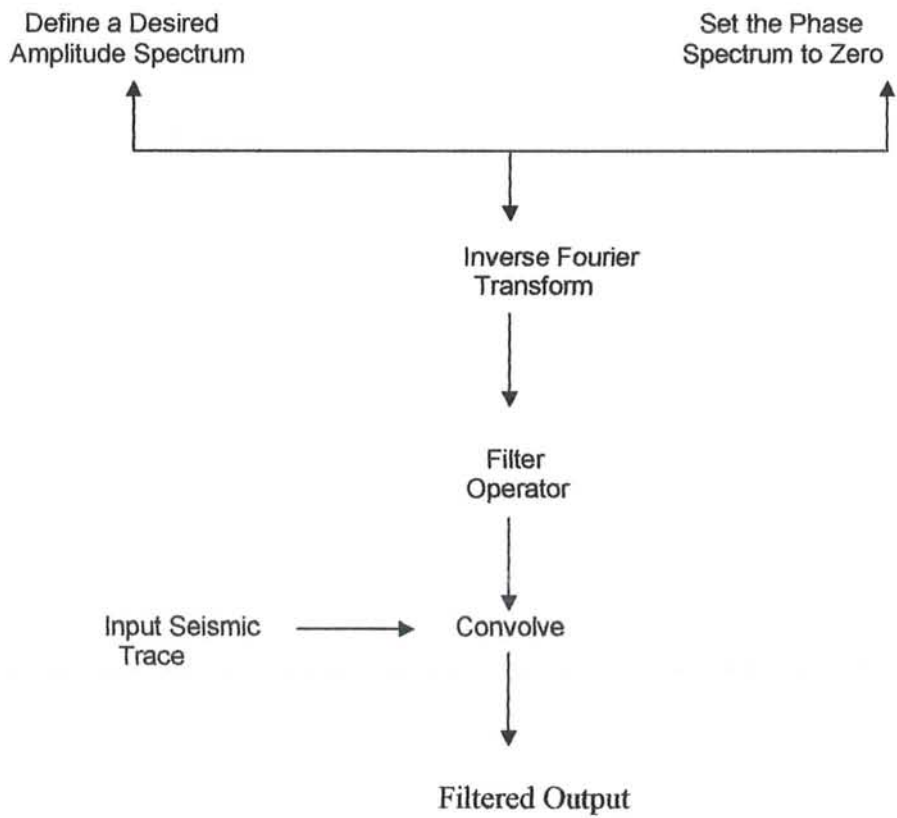 Define a Desired
Amplitude Spectrum
Set the Phase
Spectrum to Zero
Inverse Fourier
Transform
Filter
Operator
Input Seismic
Trace
Convolve
Filtered Output